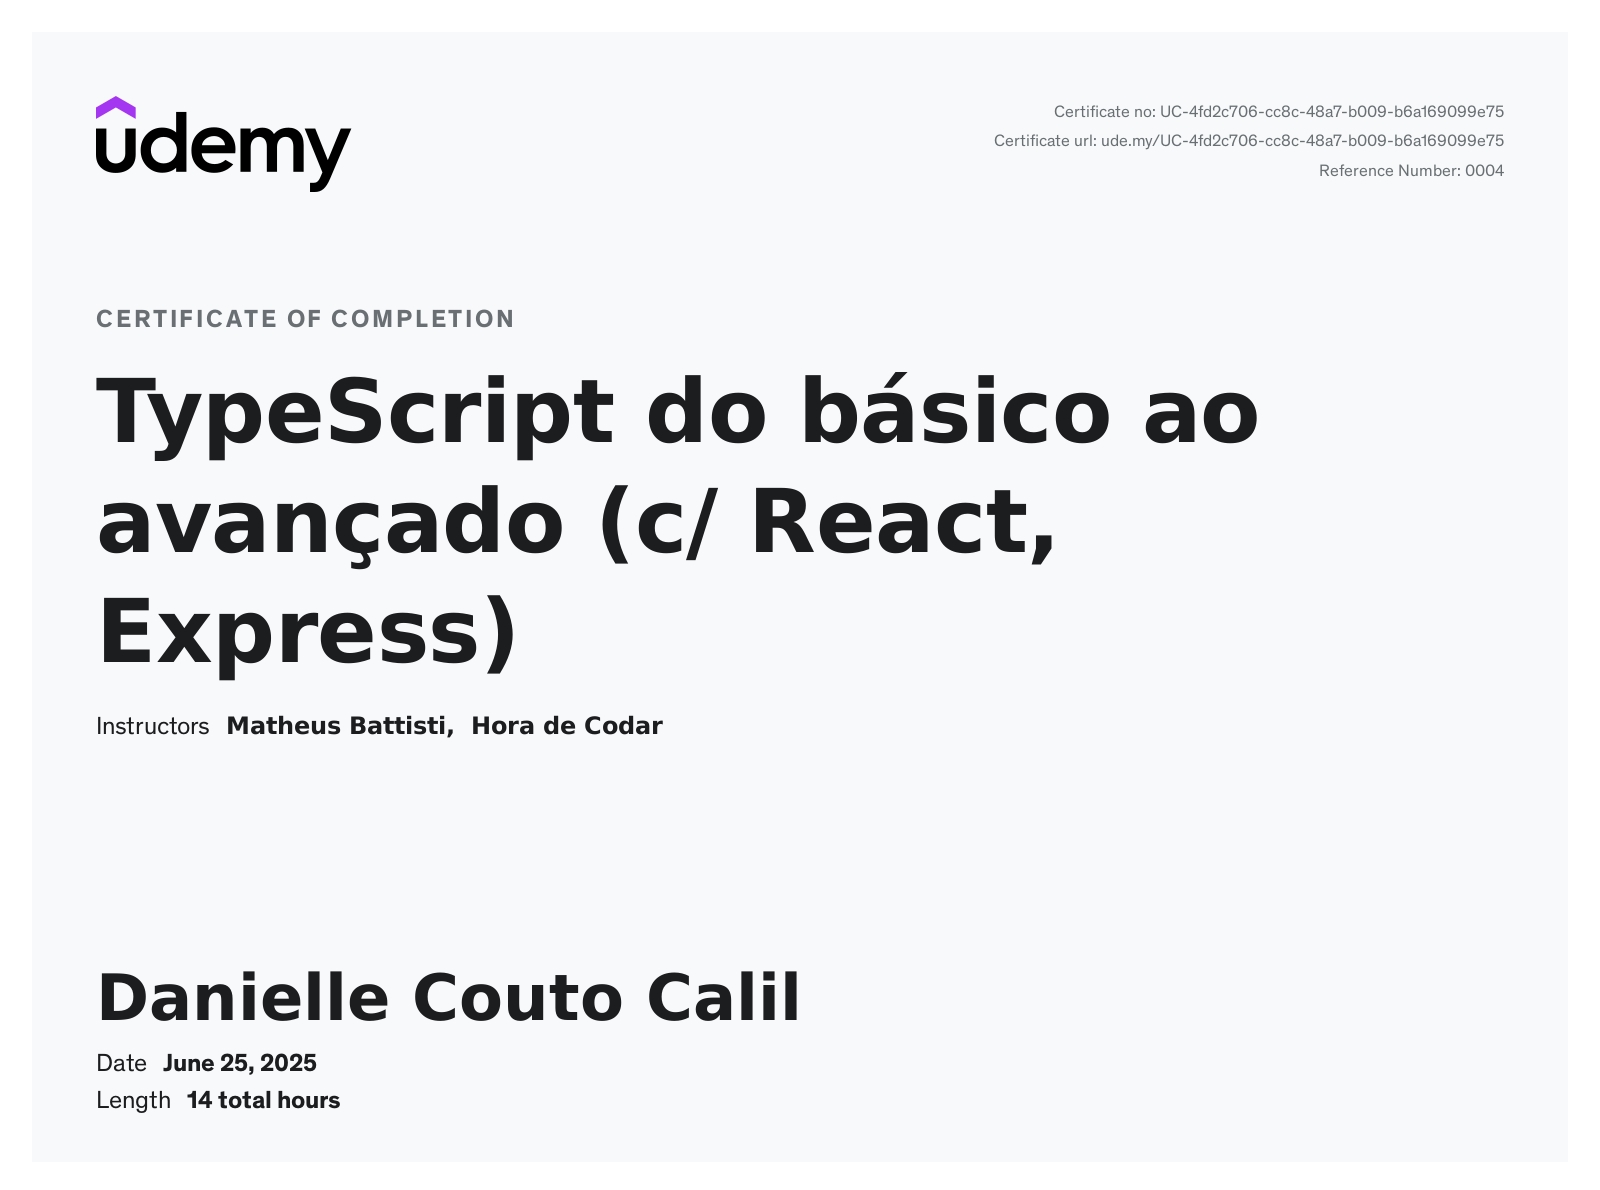 udemy
Certificate no: UC-4fd2c706-cc8c-48a7-b009-b6a169099e75
Certificate url: ude.my/UC-4fd2c706-cc8c-48a7-b009-b6a169099e75
Reference Number: 0004
CERTIFICATE OF COMPLETION
TypeScript do básico ao
avançado (c/ React,
Express)
Instructors Matheus Battisti, Hora de Codar
Danielle Couto Calil
Date June 25, 2025
Length 14 total hours